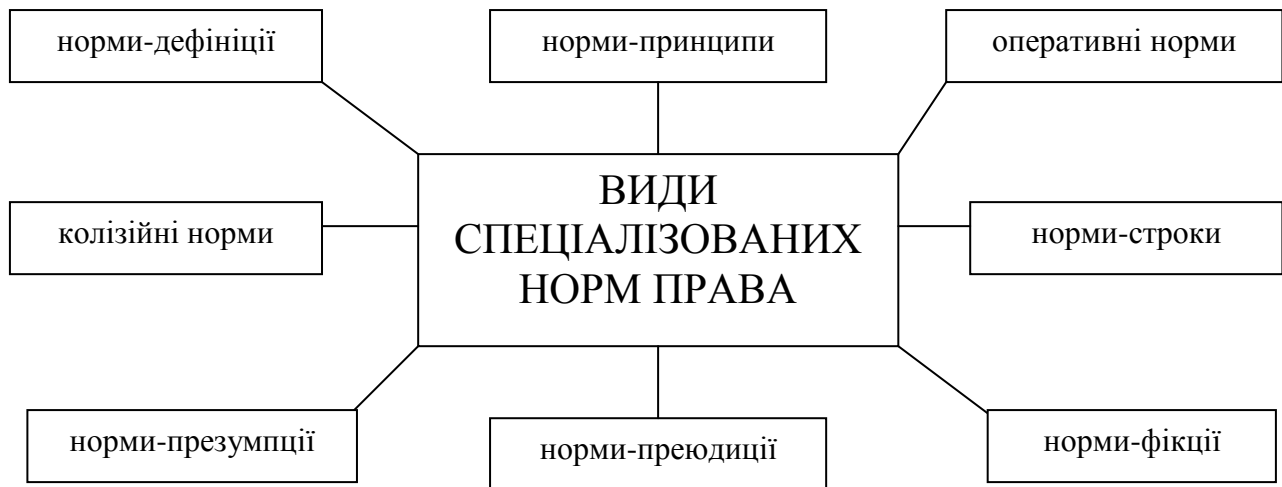 норми-дефініції
норми-принципи
оперативні норми
ВИДИ
СПЕЦІАЛІЗОВАНИХ
НОРМ ПРАВА
колізійні норми
норми-строки
норми-презумпції
норми-преюдиції
норми-фікції